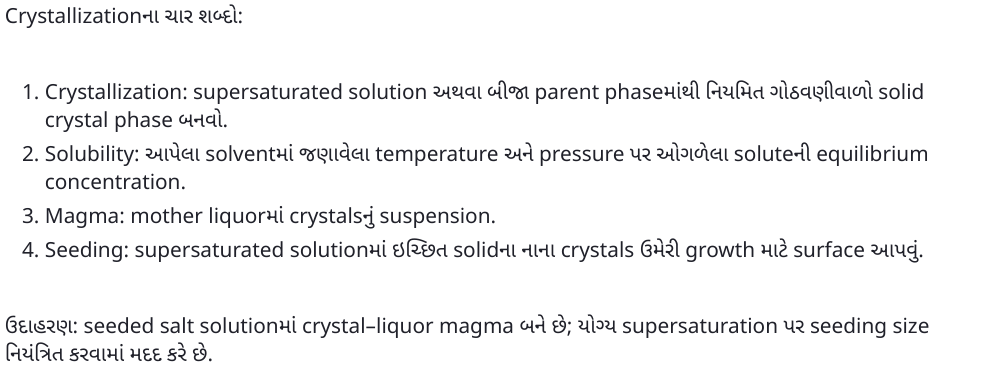 Crystallizationના ચાર શબ્દો:
1. Crystallization: supersaturated solution અથવા બીજા parent phaseમાંથી નિયમિત ગોઠવણીવાળો solid
crystal phase બનવો.
2. Solubility: આપેલા solventમાં જણાવેલા temperature અને pressure પર ઓગળેલા soluteની equilibrium
concentration.
3. Magma: mother liquorમાં crystalsનું suspension.
4. Seeding: supersaturated solutionમાં ઇચ્છિત solidના નાના crystals ઉમેરી growth માટે surface આપવું.
ઉદાહરણ: seeded salt solutionમાં crystal–liquor magma બને છે; યોગ્ય supersaturation પર seeding size
નિયંત્રિત કરવામાં મદદ કરે છે.